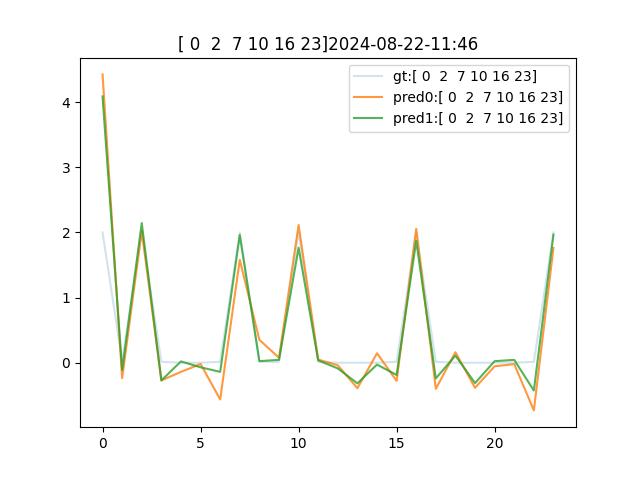 [ 0  2  7 10 16 23]2024-08-22-11:46
gt:[ 0  2  7 10 16 23]
pred0:[ 0  2  7 10 16 23]
pred1:[ 0  2  7 10 16 23]
4
3
2
1
0
0 5 10 15 20